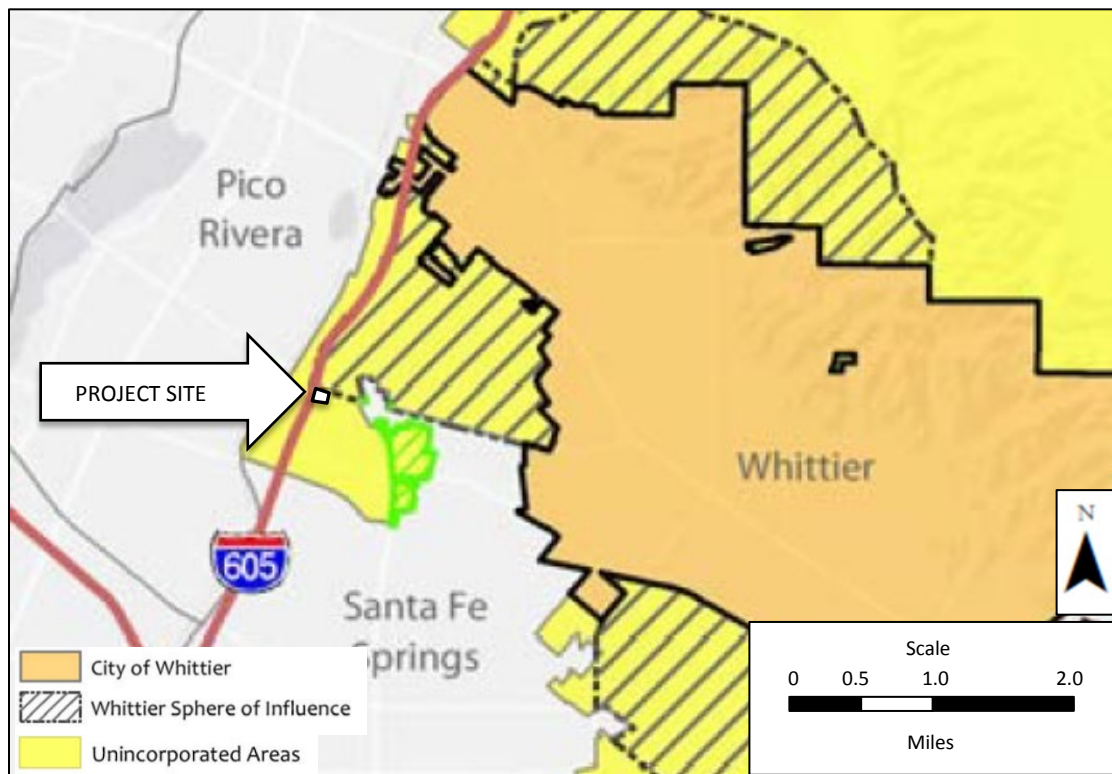 Pico
Rivera
PROJECT SITE
Whittier
N
605
Santa Fe
Springs
City of Whittier
Whittier Sphere of Influence
Unincorporated Areas
Scale
0 0.5 1.0 2.0
Miles